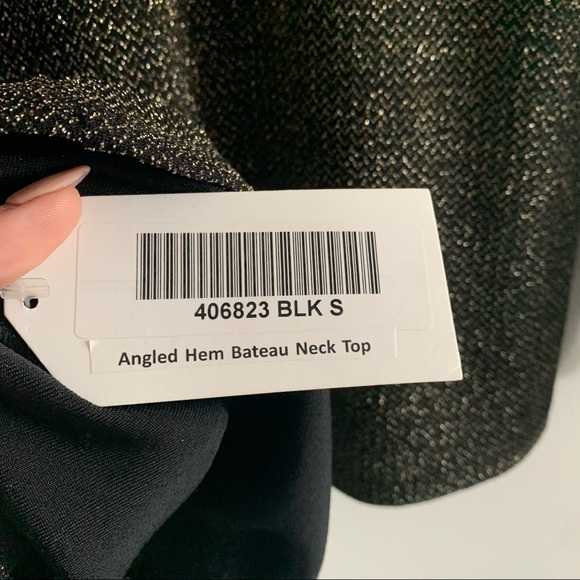 406823 BLK S
Angled Hem Bateau Neck Top